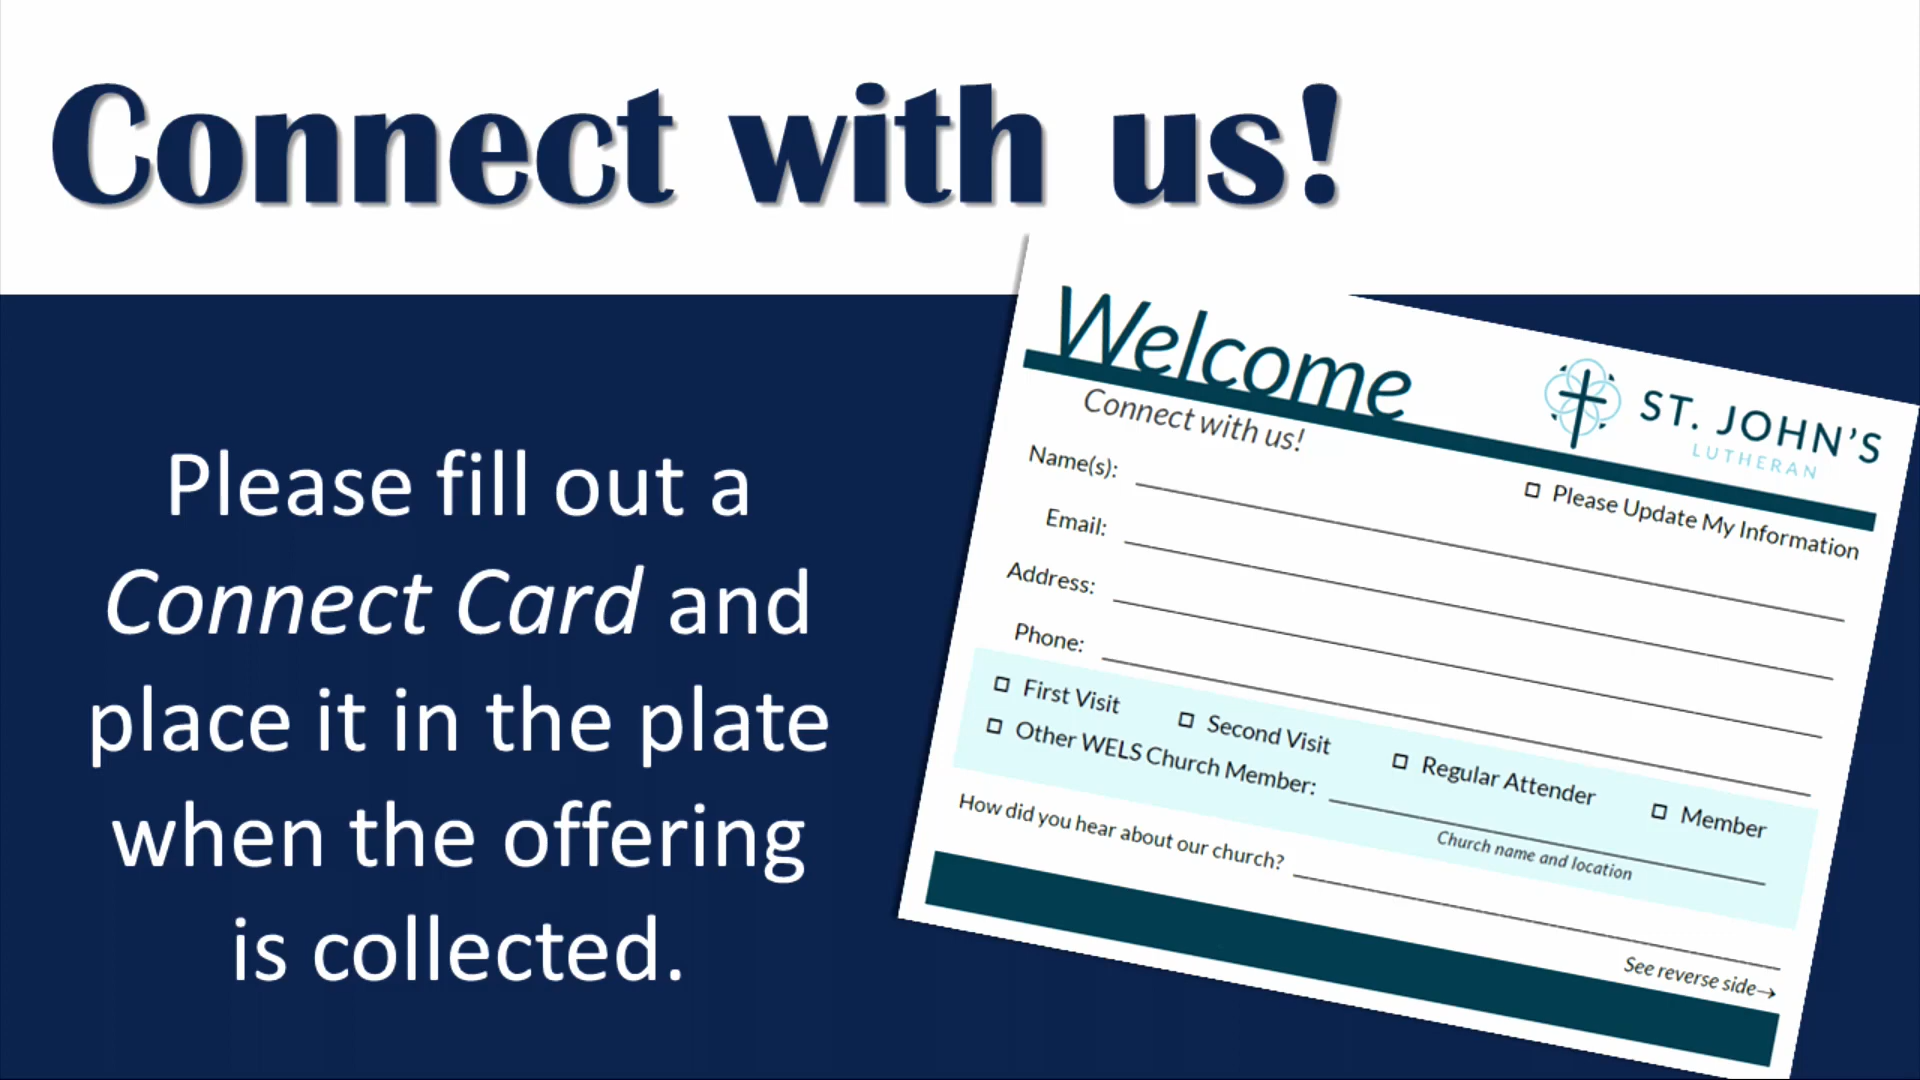 Connect with us!
Please fill out a
Connect Card and
place it in the plate
when the offering
is collected.
Welcome
Connect with us!
ST. JOHN'S
LUTHERAN
☐ Please Update My Information
Name(s):
Email:
Address:
Phone:
☐ First Visit ☐ Second Visit ☐ Regular Attender ☐ Member
☐ Other WELS Church Member:
Church name and location
How did you hear about our church?
See reverse side→